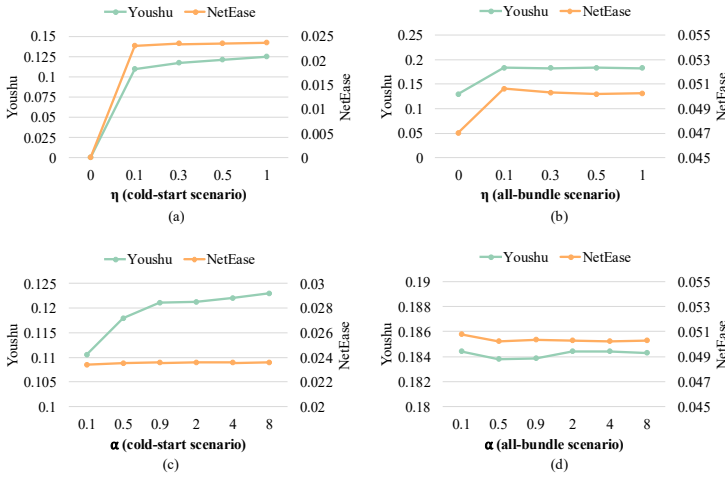 Youshu NetEase
0.15
0.125
0.1
0.075
0.05
0.025
0
0.025
0.02
0.015
0.01
0.005
0
Youshu
NetEase
0 0.1 0.3 0.5 1
η (cold-start scenario)
(a)
Youshu NetEase
0.25
0.2
0.15
0.1
0.05
0
0.055
0.053
0.051
0.049
0.047
0.045
Youshu
NetEase
0 0.1 0.3 0.5 1
η (all-bundle scenario)
(b)
Youshu NetEase
0.125
0.12
0.115
0.11
0.105
0.1
0.03
0.028
0.026
0.024
0.022
0.02
Youshu
NetEase
0.1 0.5 0.9 2 4 8
α (cold-start scenario)
(c)
Youshu NetEase
0.19
0.188
0.186
0.184
0.182
0.18
0.055
0.053
0.051
0.049
0.047
0.045
Youshu
NetEase
0.1 0.5 0.9 2 4 8
α (all-bundle scenario)
(d)